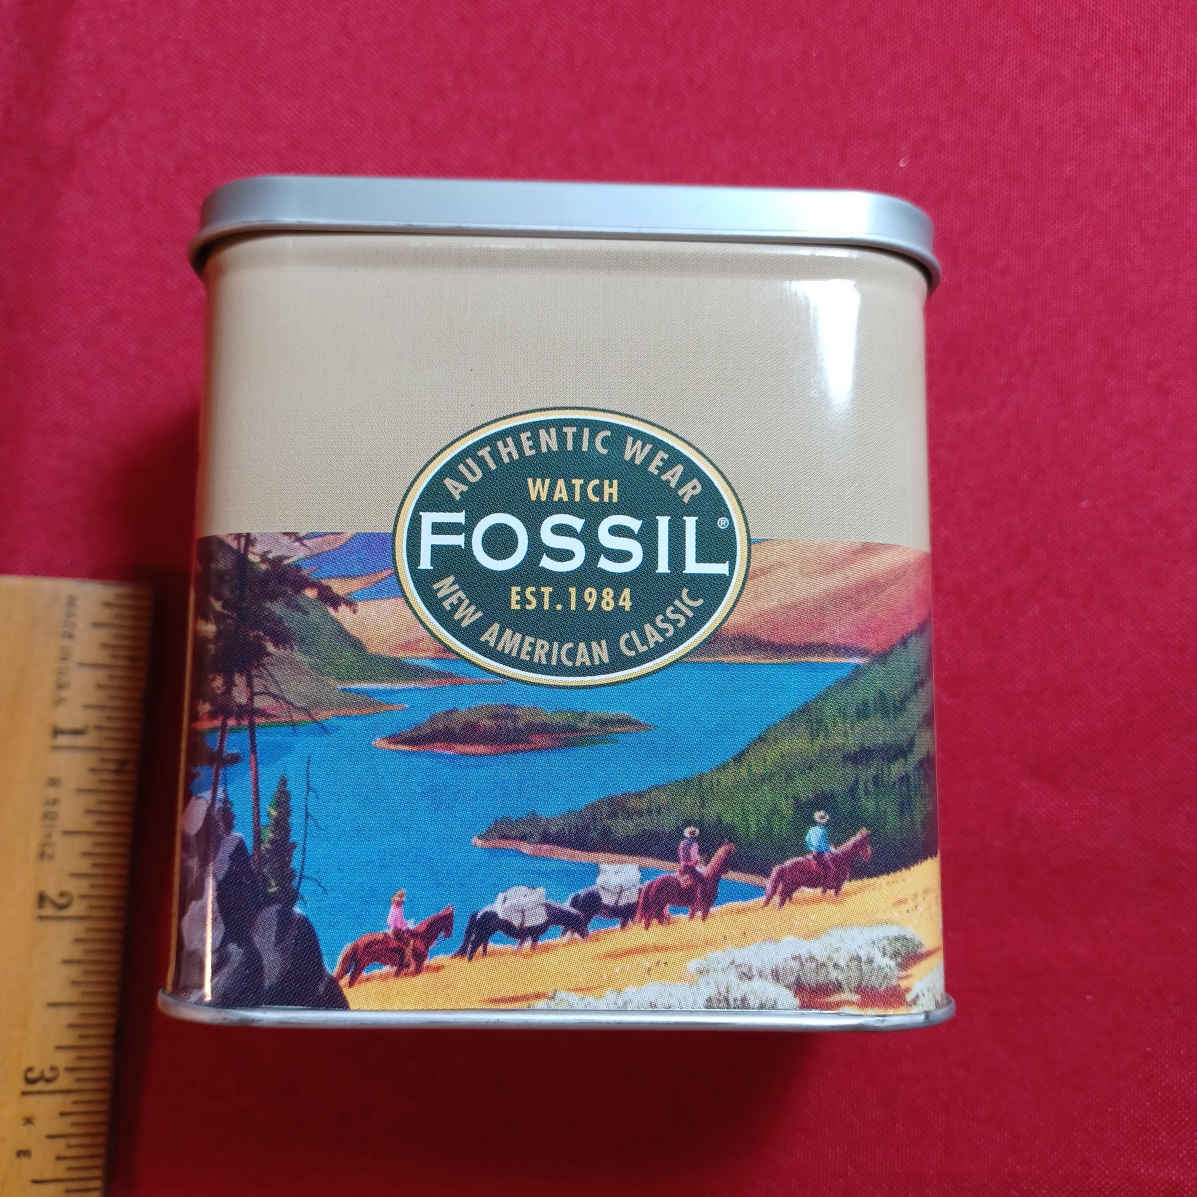 AUTHENTIC WEAR
WATCH
FOSSIL®
EST.1984
NEW AMERICAN CLASSIC
1
2
3